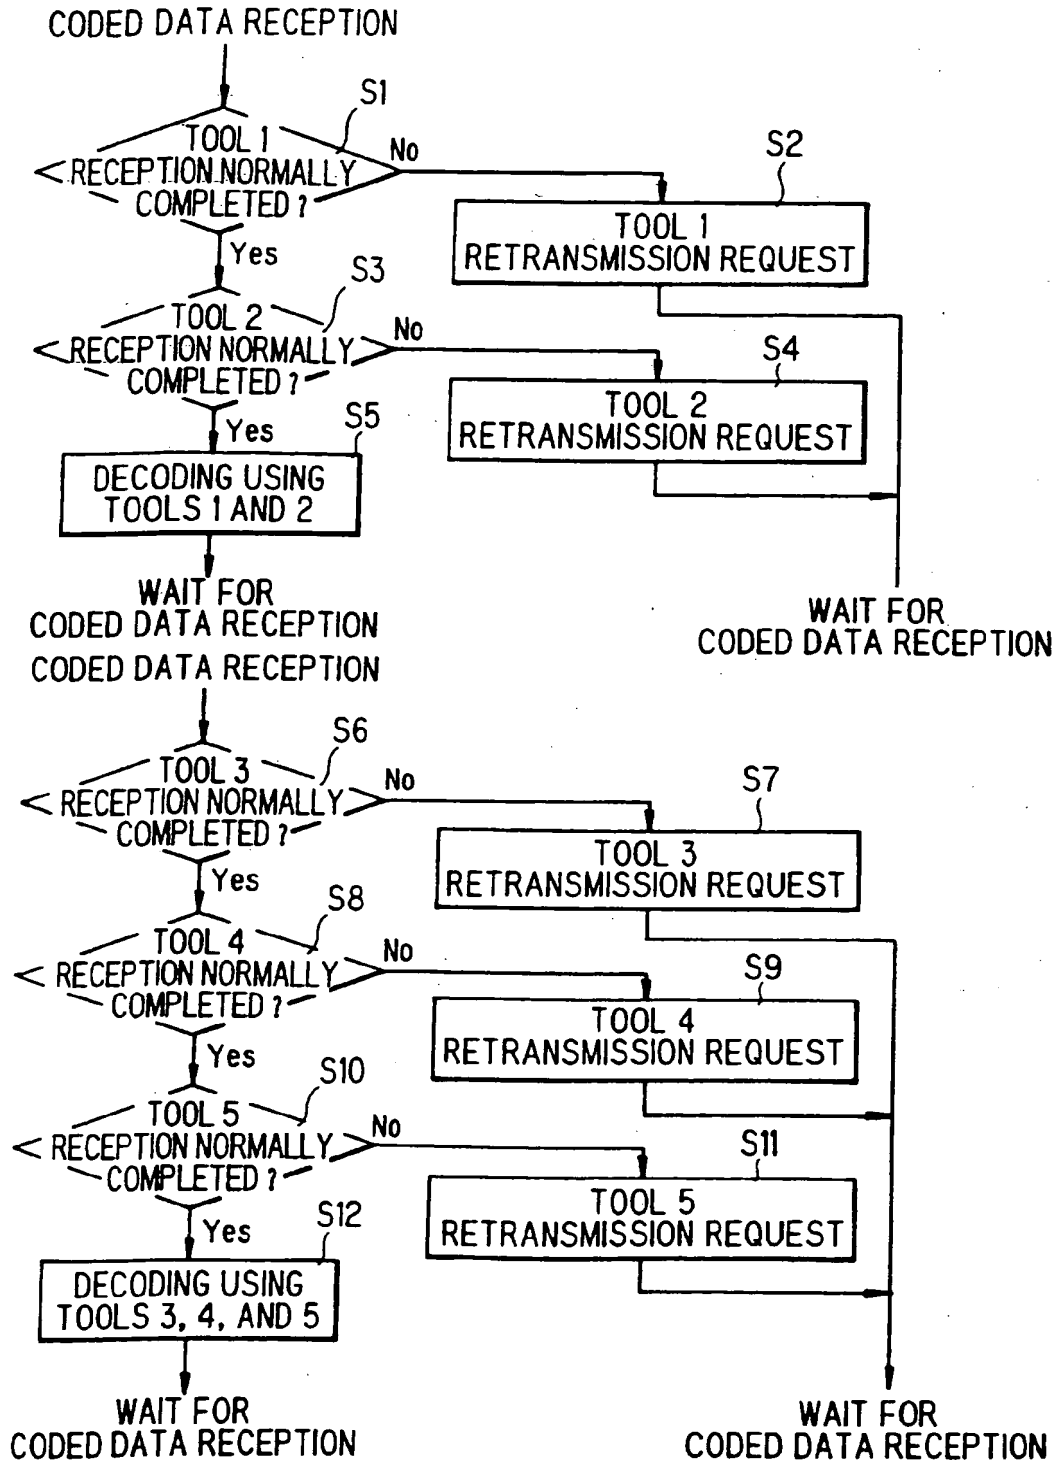 CODED DATA RECEPTION
S1
TOOL 1
RECEPTION NORMALLY
COMPLETED ?
No
S2
TOOL 1
RETRANSMISSION REQUEST
Yes
S3
TOOL 2
RECEPTION NORMALLY
COMPLETED ?
No
S4
TOOL 2
RETRANSMISSION REQUEST
Yes
S5
DECODING USING
TOOLS 1 AND 2
WAIT FOR
CODED DATA RECEPTION
WAIT FOR
CODED DATA RECEPTION
CODED DATA RECEPTION
S6
TOOL 3
RECEPTION NORMALLY
COMPLETED ?
No
S7
TOOL 3
RETRANSMISSION REQUEST
Yes
S8
TOOL 4
RECEPTION NORMALLY
COMPLETED ?
No
S9
TOOL 4
RETRANSMISSION REQUEST
Yes
S10
TOOL 5
RECEPTION NORMALLY
COMPLETED ?
No
S11
TOOL 5
RETRANSMISSION REQUEST
Yes
S12
DECODING USING
TOOLS 3, 4, AND 5
WAIT FOR
CODED DATA RECEPTION
WAIT FOR
CODED DATA RECEPTION